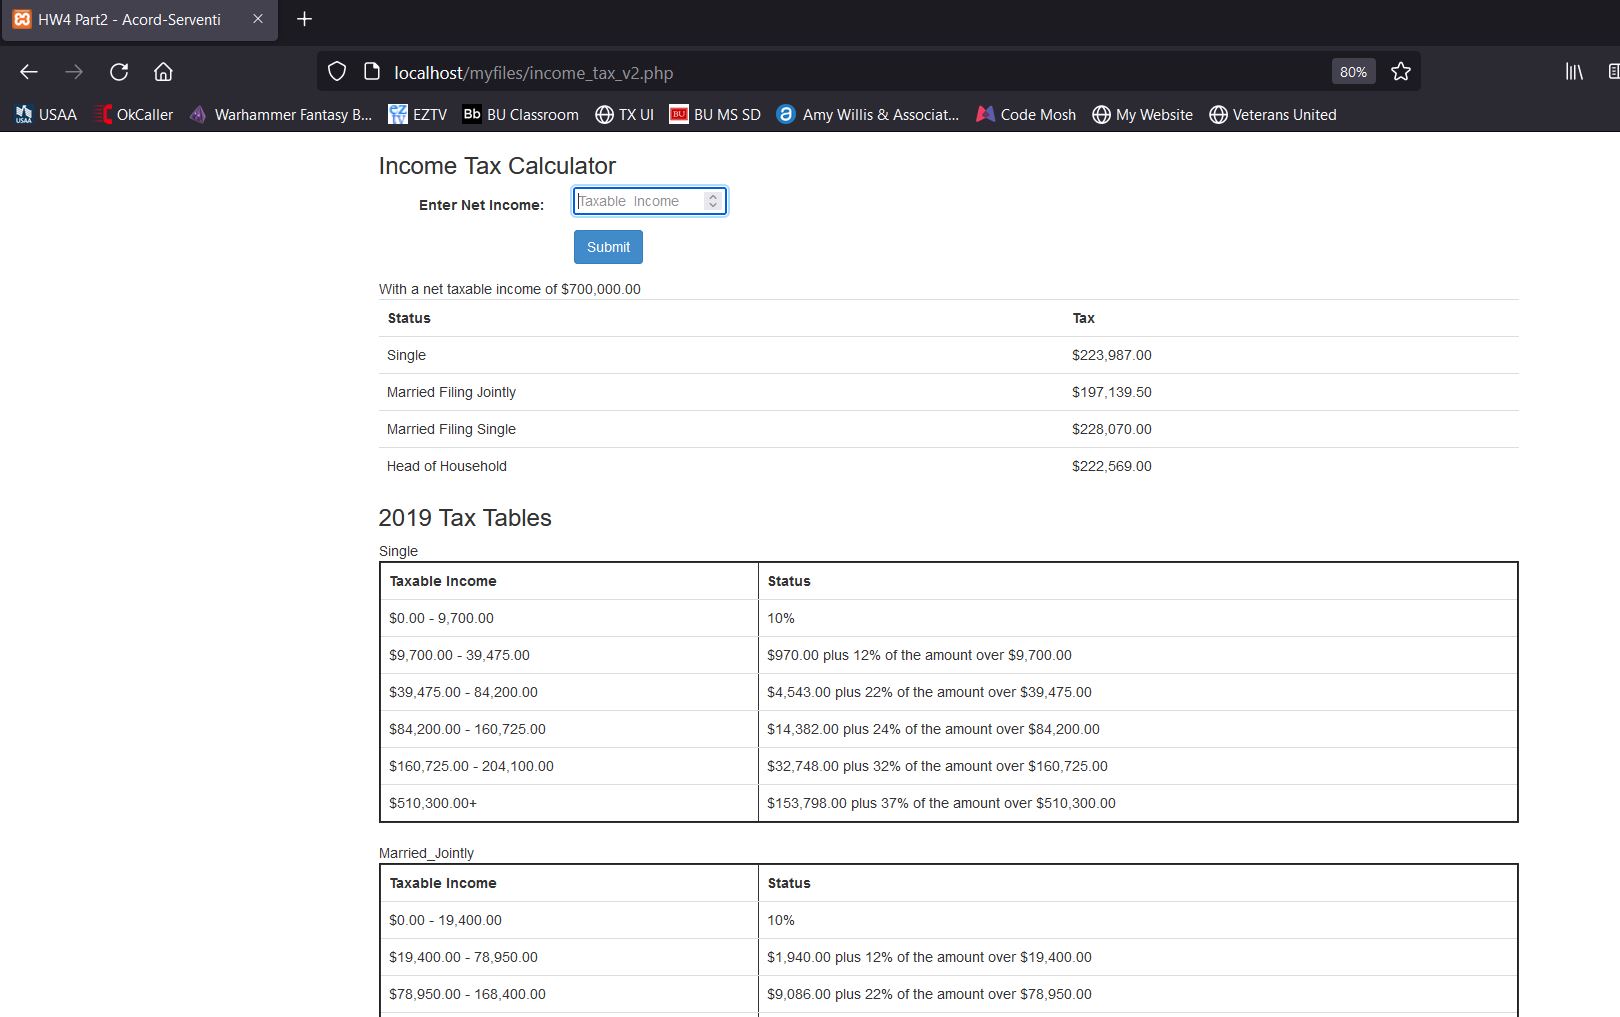 HW4 Part2 - Acord-Serventi
localhost/myfiles/income_tax_v2.php 80%
USAA OkCaller Warhammer Fantasy B... EZTV BU Classroom TX UI BU MS SD Amy Willis & Associat... Code Mosh My Website Veterans United
Income Tax Calculator
Enter Net Income: Taxable Income
Submit
With a net taxable income of $700,000.00
Status Tax
Single $223,987.00
Married Filing Jointly $197,139.50
Married Filing Single $228,070.00
Head of Household $222,569.00
2019 Tax Tables
Single
Taxable Income Status
$0.00 - 9,700.00 10%
$9,700.00 - 39,475.00 $970.00 plus 12% of the amount over $9,700.00
$39,475.00 - 84,200.00 $4,543.00 plus 22% of the amount over $39,475.00
$84,200.00 - 160,725.00 $14,382.00 plus 24% of the amount over $84,200.00
$160,725.00 - 204,100.00 $32,748.00 plus 32% of the amount over $160,725.00
$510,300.00+ $153,798.00 plus 37% of the amount over $510,300.00
Married_Jointly
Taxable Income Status
$0.00 - 19,400.00 10%
$19,400.00 - 78,950.00 $1,940.00 plus 12% of the amount over $19,400.00
$78,950.00 - 168,400.00 $9,086.00 plus 22% of the amount over $78,950.00